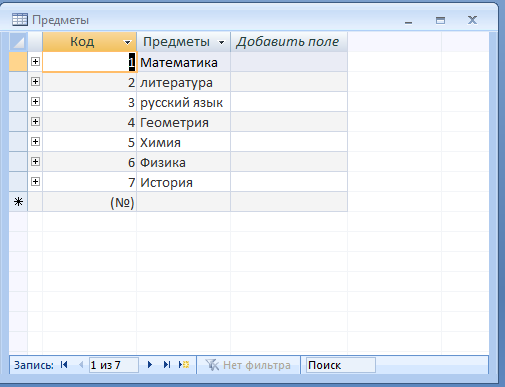 Предметы
Код Предметы Добавить поле
1 Математика
2 литература
3 русский язык
4 Геометрия
5 Химия
6 Физика
7 История
(№)
Запись: 1 из 7 Нет фильтра Поиск